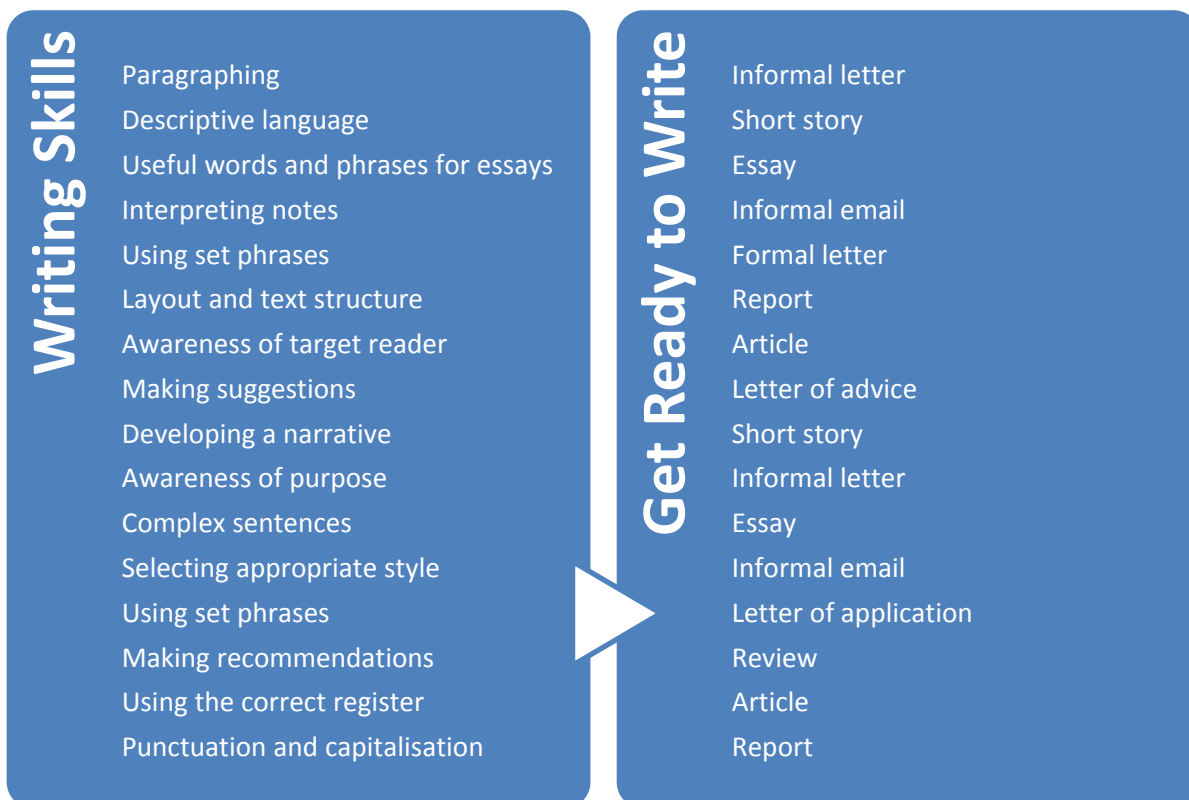 Writing Skills
Paragraphing
Descriptive language
Useful words and phrases for essays
Interpreting notes
Using set phrases
Layout and text structure
Awareness of target reader
Making suggestions
Developing a narrative
Awareness of purpose
Complex sentences
Selecting appropriate style
Using set phrases
Making recommendations
Using the correct register
Punctuation and capitalisation
Get Ready to Write
Informal letter
Short story
Essay
Informal email
Formal letter
Report
Article
Letter of advice
Short story
Informal letter
Essay
Informal email
Letter of application
Review
Article
Report